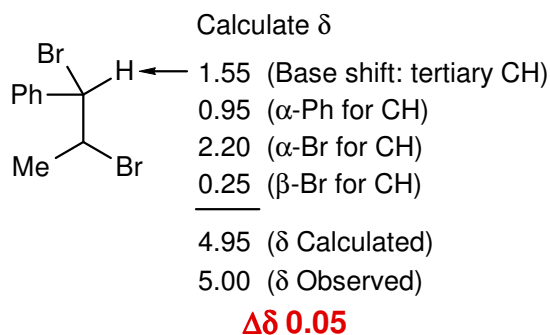 Calculate δ
Br
H
1.55 (Base shift: tertiary CH)
Ph
0.95 (α-Ph for CH)
2.20 (α-Br for CH)
Me
Br
0.25 (β-Br for CH)
4.95 (δ Calculated)
5.00 (δ Observed)
Δδ 0.05